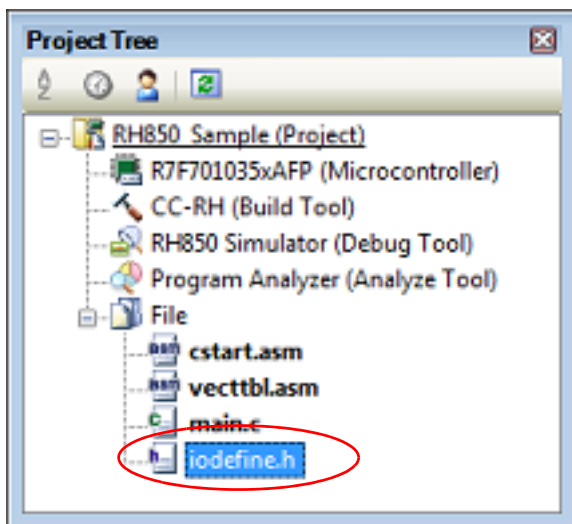 Project Tree
RH850_Sample (Project)
R7F701035xAFP (Microcontroller)
CC-RH (Build Tool)
RH850 Simulator (Debug Tool)
Program Analyzer (Analyze Tool)
File
cstart.asm
vecttbl.asm
main.c
iodefine.h